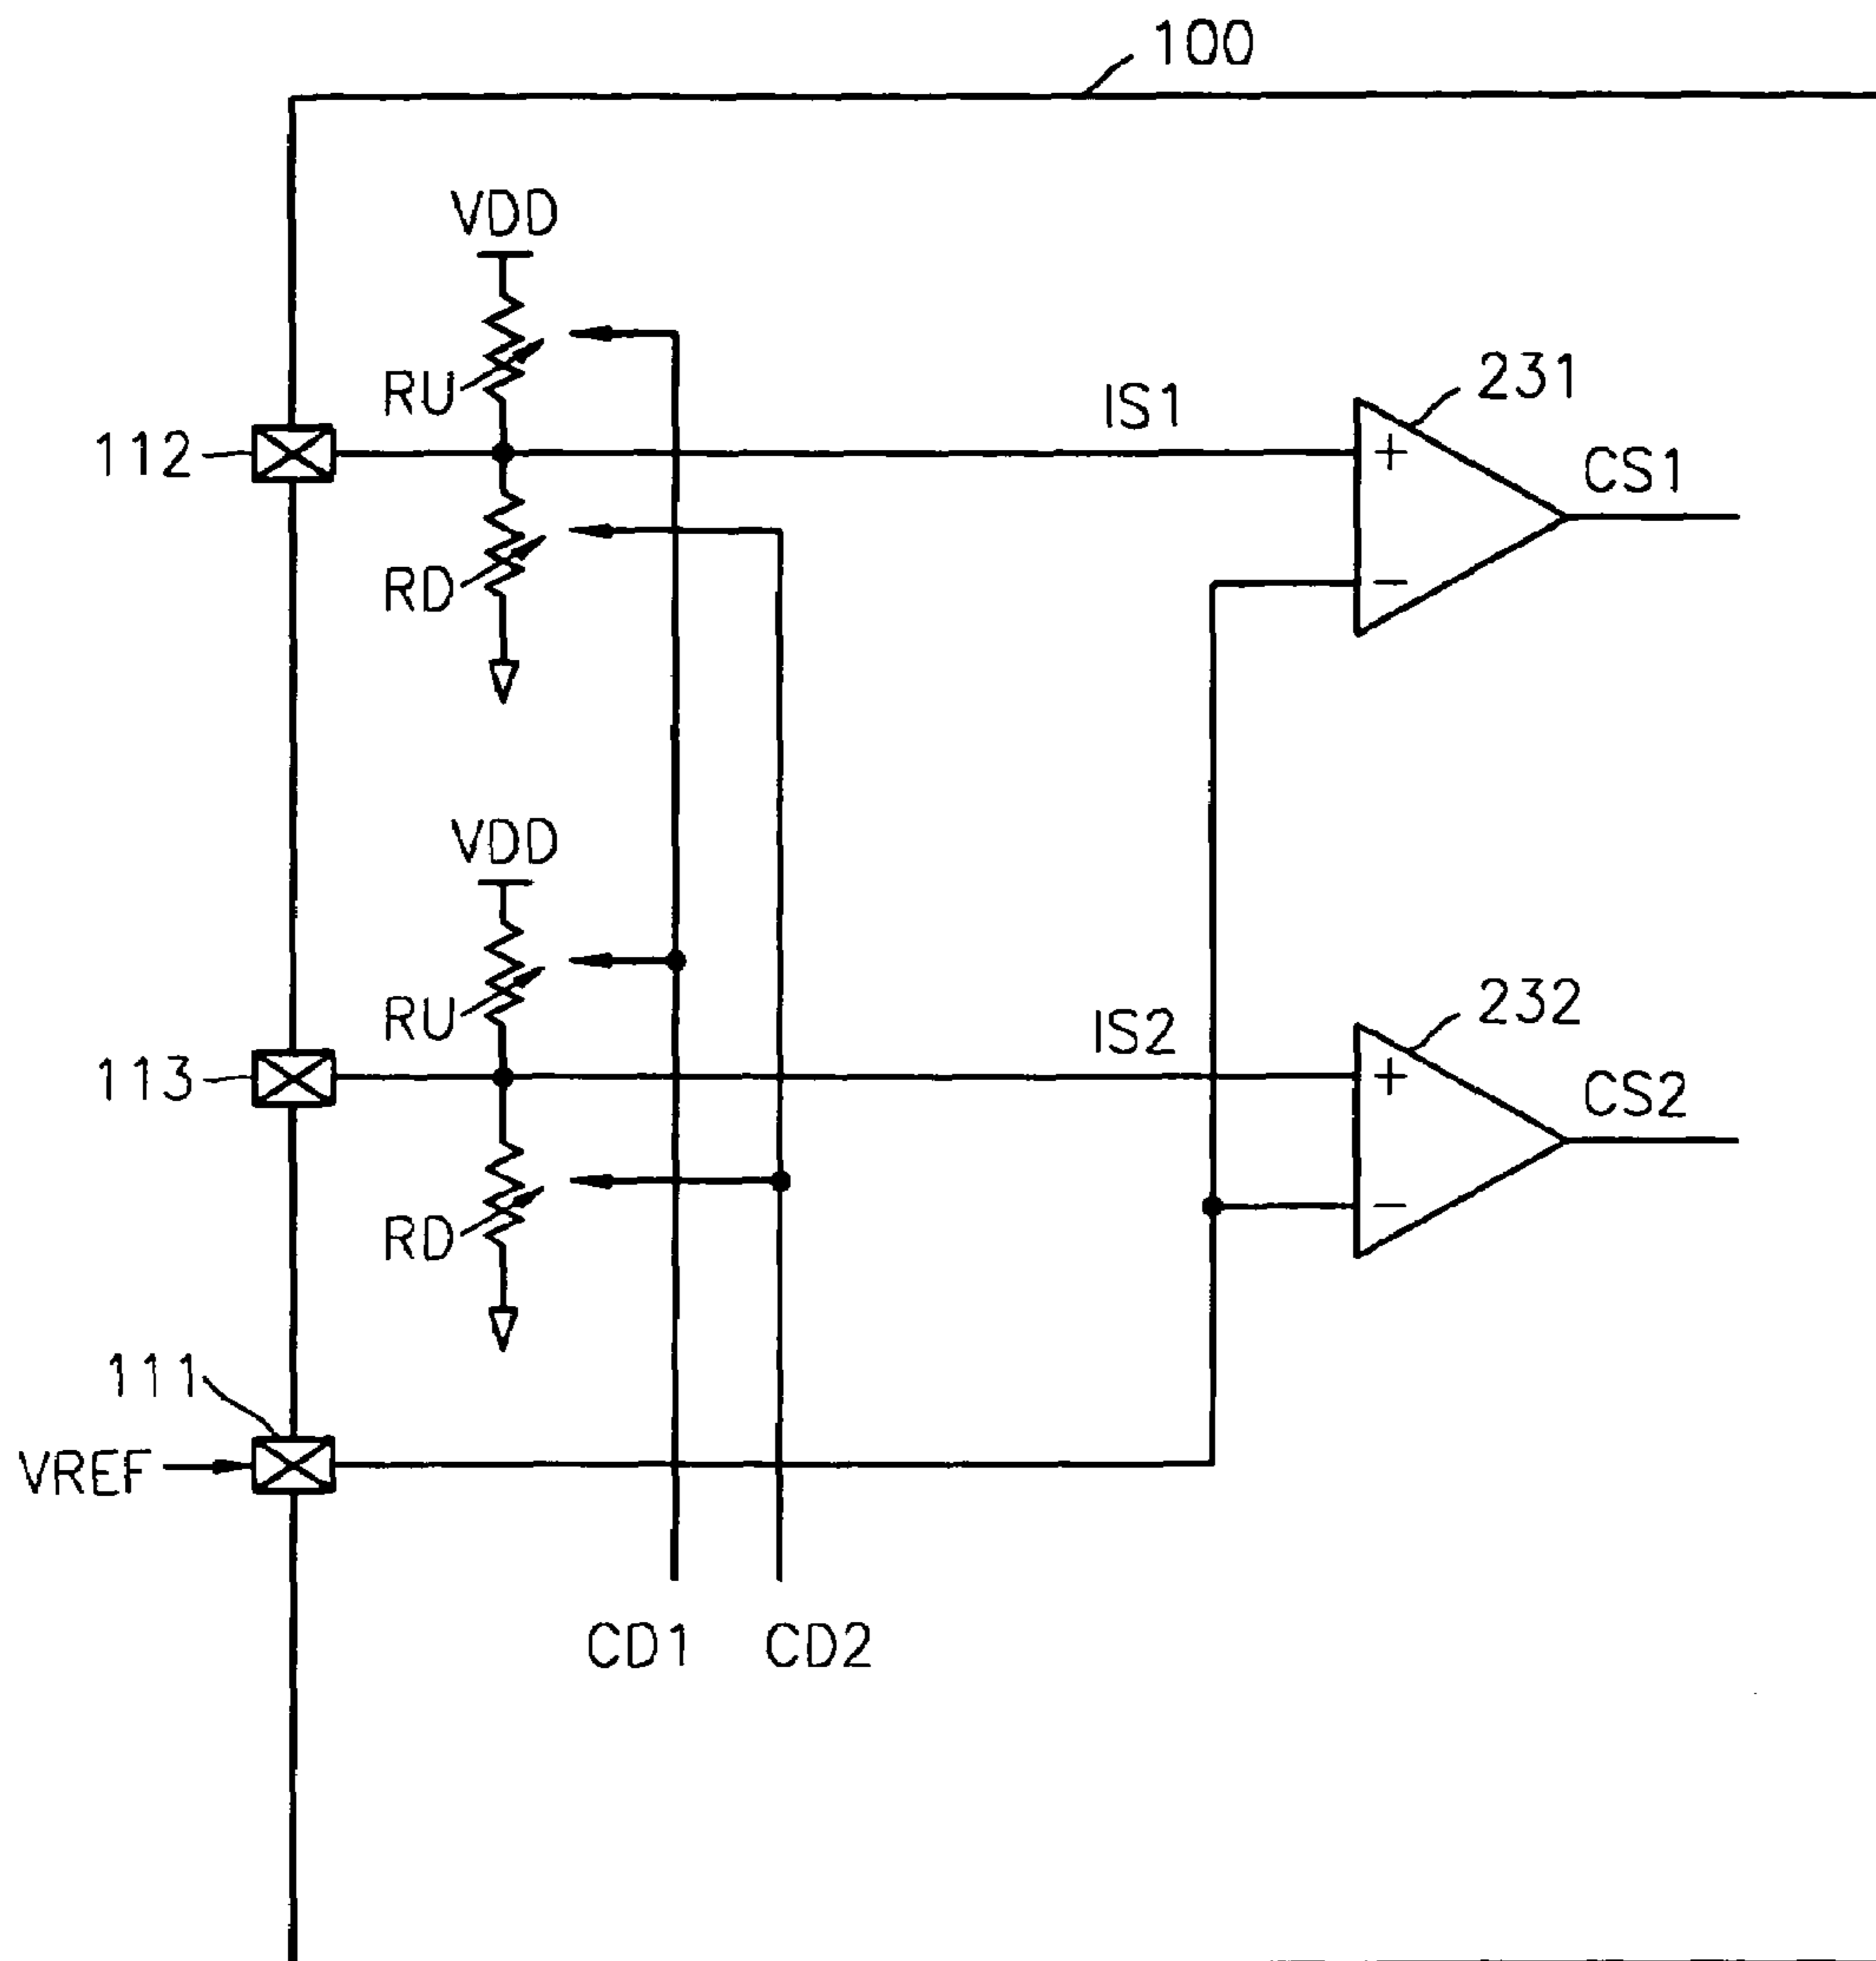 100
VDD
RU
IS1
231
112
CS1
RD
VDD
RU
IS2
232
113
CS2
RD
111
VREF
CD1 CD2